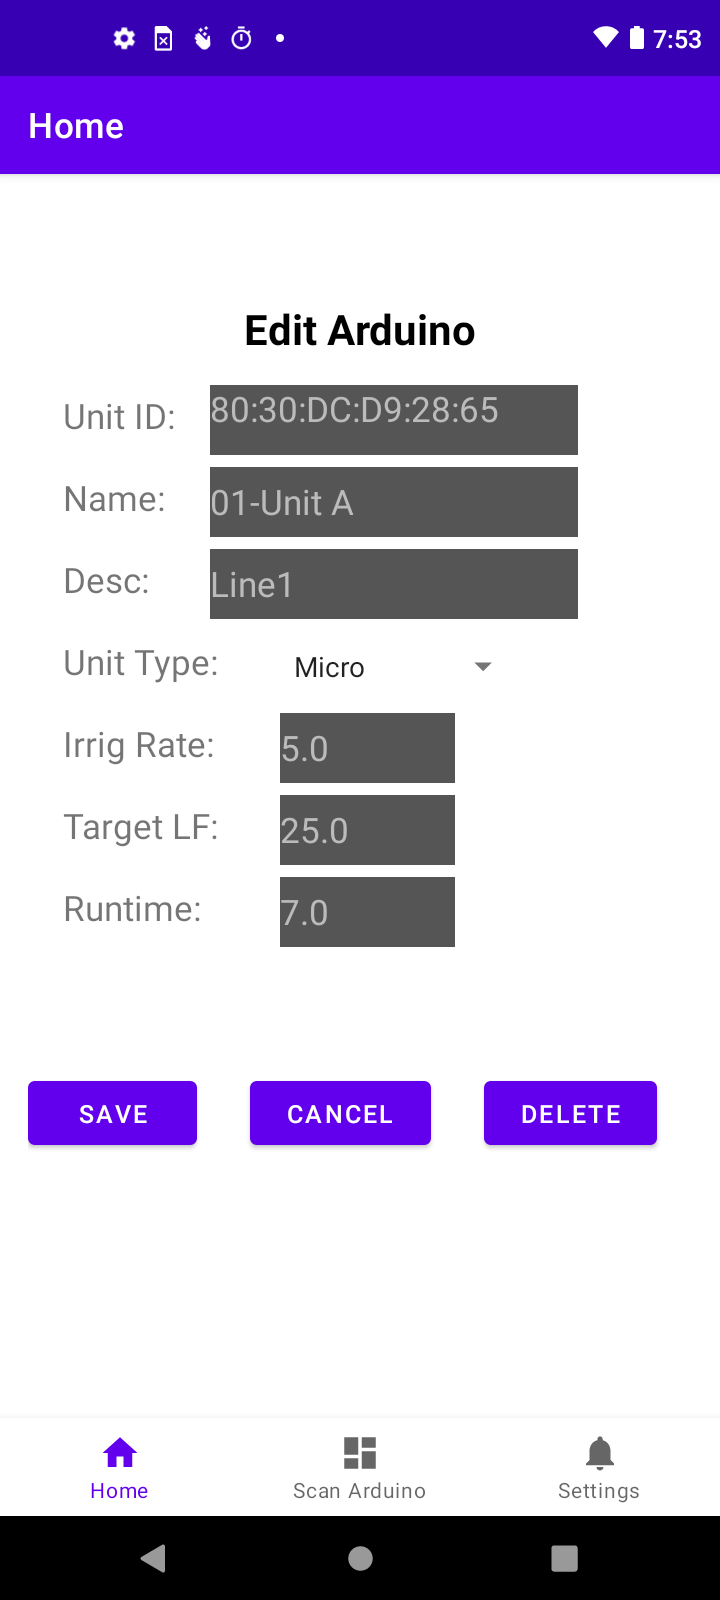 7:53
Home
Edit Arduino
Unit ID: 80:30:DC:D9:28:65
Name: 01-Unit A
Desc: Line1
Unit Type: Micro
Irrig Rate: 5.0
Target LF: 25.0
Runtime: 7.0
SAVE CANCEL DELETE
Home Scan Arduino Settings